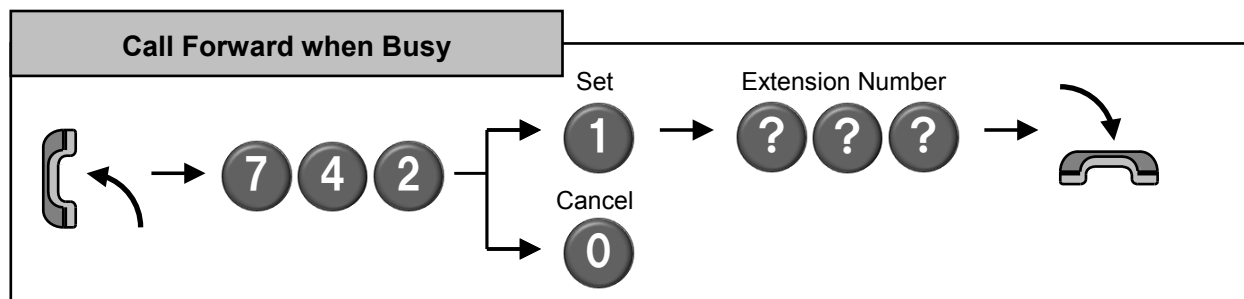 Call Forward when Busy
Set
Extension Number
7 4 2
1
? ? ?
Cancel
0